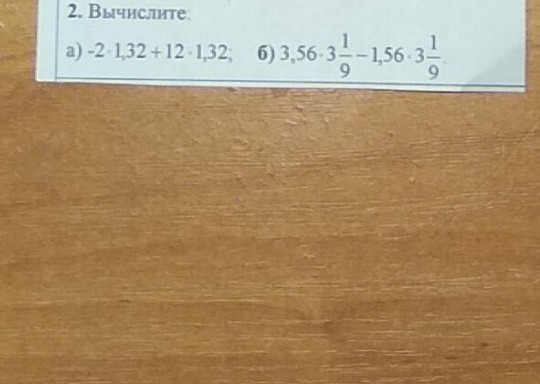 2. Вычислите:
а) -2·1,32+12·1,32; б) 3,56·3 1/9 − 1,56·3 1/9.